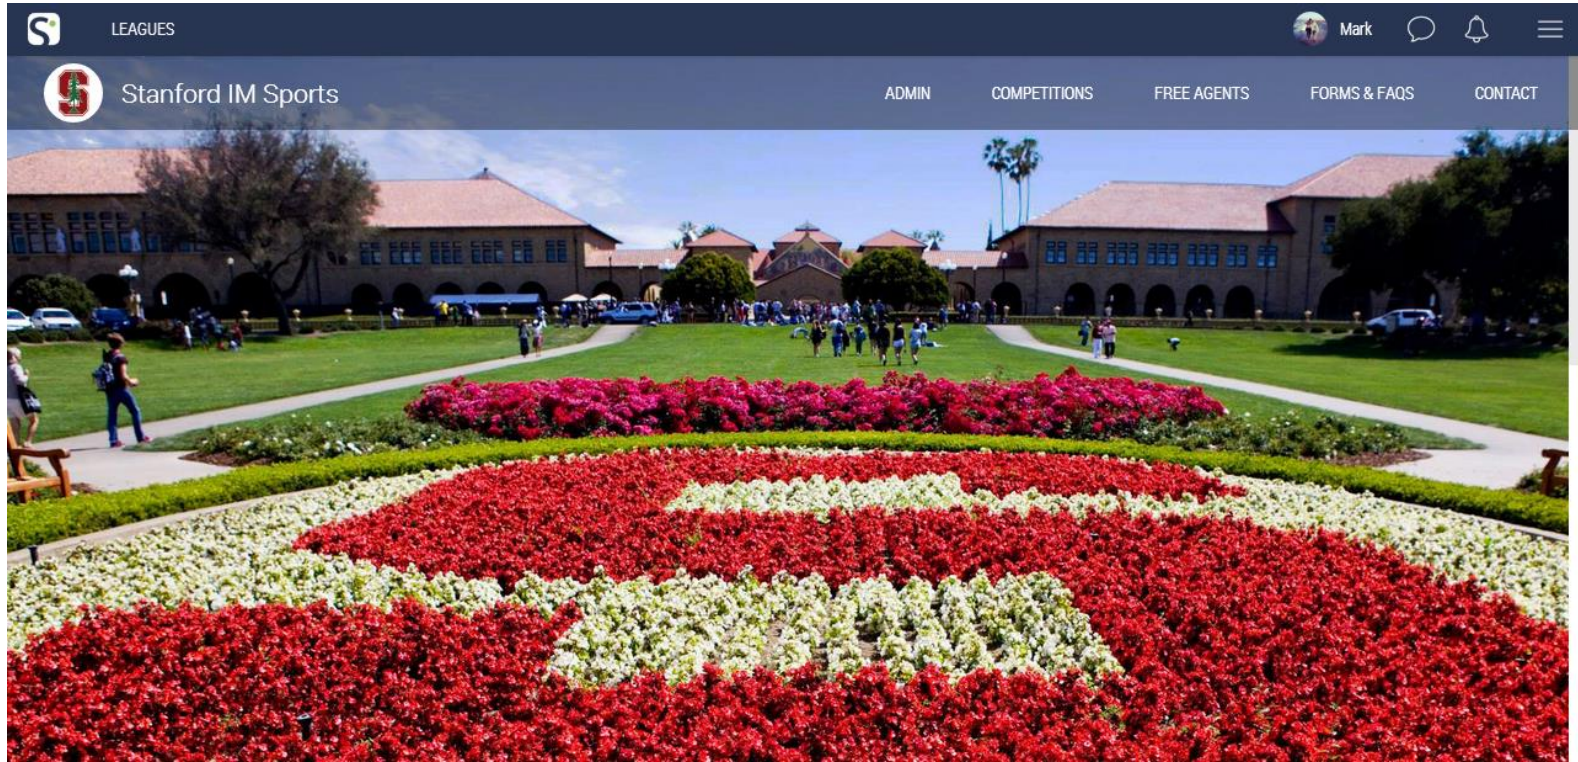 LEAGUES
Mark
Stanford IM Sports
ADMIN
COMPETITIONS
FREE AGENTS
FORMS & FAQS
CONTACT